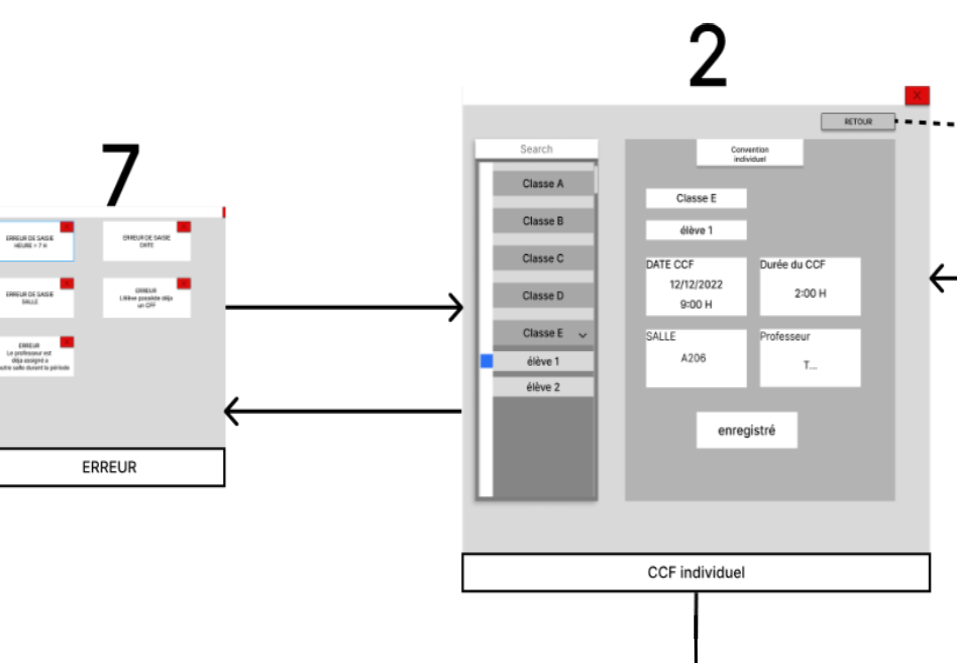 2
RETOUR
7
Search
Convention
individuel
Classe A
Classe E
Classe B
élève 1
ERREUR DE SAISIE
HEURE > 7 H
ERREUR DE SAISIE
DATE
Classe C
DATE CCF
12/12/2022
9:00 H
Durée du CCF
2:00 H
ERREUR DE SAISIE
SALLE
ERREUR
L'élève possède déja
un CFF
Classe D
Classe E
SALLE
A206
Professeur
T...
ERREUR
Le professeur est
déja assigné a
autre salle durant la période
élève 1
élève 2
enregistré
ERREUR
CCF individuel